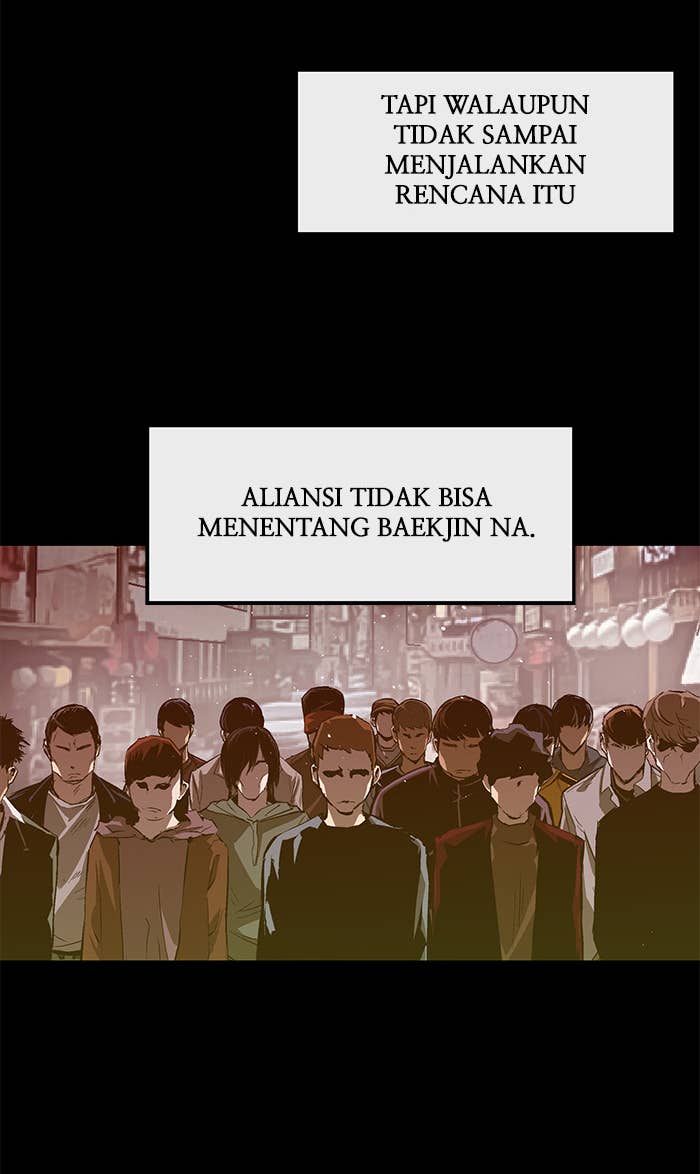 TAPI WALAUPUN
TIDAK SAMPAI
MENJALANKAN
RENCANA ITU
ALIANSI TIDAK BISA
MENENTANG BAEKJIN NA.